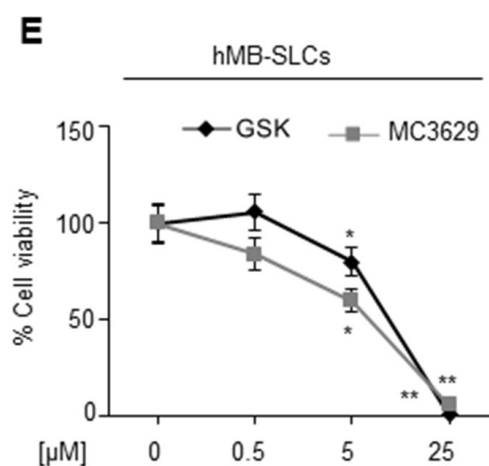 E
hMB-SLCs
GSK MC3629
% Cell viability
150
100
50
0
*
*
** **
[µM] 0 0.5 5 25